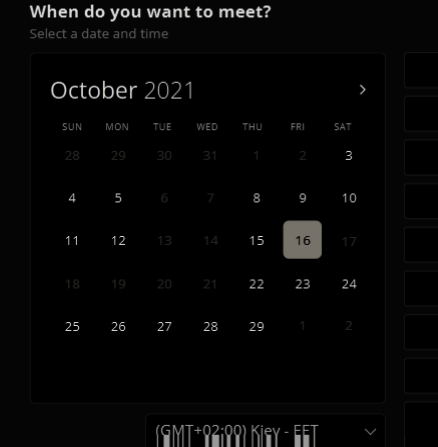 When do you want to meet?
Select a date and time
October 2021
SUN MON TUE WED THU FRI SAT
28 29 30 31 1 2 3
4 5 6 7 8 9 10
11 12 13 14 15 16 17
18 19 20 21 22 23 24
25 26 27 28 29 1 2
(GMT+02:00) Kiev - EET